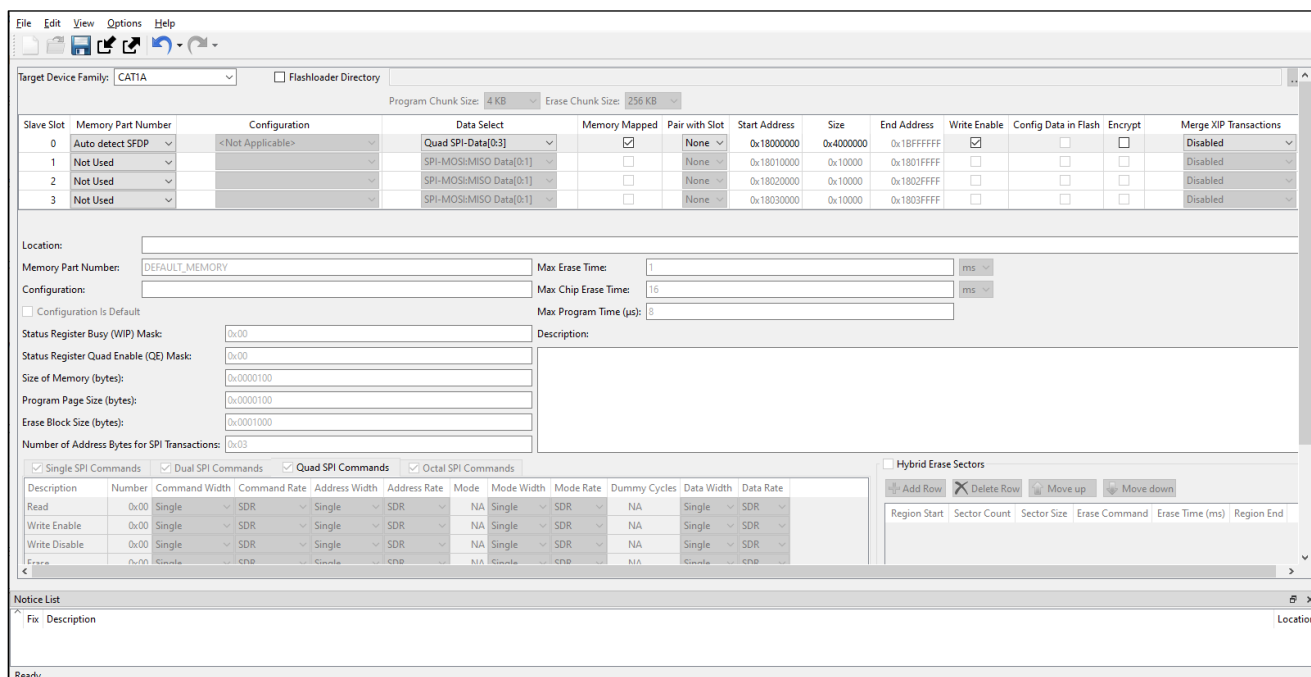 File Edit View Options Help
Target Device Family: CAT1A Flashloader Directory ..
Program Chunk Size: 4 KB Erase Chunk Size: 256 KB
Slave Slot Memory Part Number Configuration Data Select Memory Mapped Pair with Slot Start Address Size End Address Write Enable Config Data in Flash Encrypt Merge XIP Transactions
0 Auto detect SFDP <Not Applicable> Quad SPI-Data[0:3] None 0x18000000 0x4000000 0x1BFFFFFF Disabled
1 Not Used SPI-MOSI:MISO Data[0:1] None 0x18010000 0x10000 0x1801FFFF Disabled
2 Not Used SPI-MOSI:MISO Data[0:1] None 0x18020000 0x10000 0x1802FFFF Disabled
3 Not Used SPI-MOSI:MISO Data[0:1] None 0x18030000 0x10000 0x1803FFFF Disabled
Location:
Memory Part Number: DEFAULT_MEMORY Max Erase Time: 1 ms
Configuration: Max Chip Erase Time: 16 ms
Configuration Is Default Max Program Time (µs): 8
Status Register Busy (WIP) Mask: 0x00 Description:
Status Register Quad Enable (QE) Mask: 0x00
Size of Memory (bytes): 0x0000100
Program Page Size (bytes): 0x0000100
Erase Block Size (bytes): 0x0001000
Number of Address Bytes for SPI Transactions: 0x03
Single SPI Commands Dual SPI Commands Quad SPI Commands Octal SPI Commands Hybrid Erase Sectors
Description Number Command Width Command Rate Address Width Address Rate Mode Mode Width Mode Rate Dummy Cycles Data Width Data Rate Add Row Delete Row Move up Move down
Read 0x00 Single SDR Single SDR NA Single SDR NA Single SDR Region Start Sector Count Sector Size Erase Command Erase Time (ms) Region End
Write Enable 0x00 Single SDR Single SDR NA Single SDR NA Single SDR
Write Disable 0x00 Single SDR Single SDR NA Single SDR NA Single SDR
Erase 0x00 Single SDR Single SDR NA Single SDR NA Single SDR
Notice List
Fix Description Location
Ready